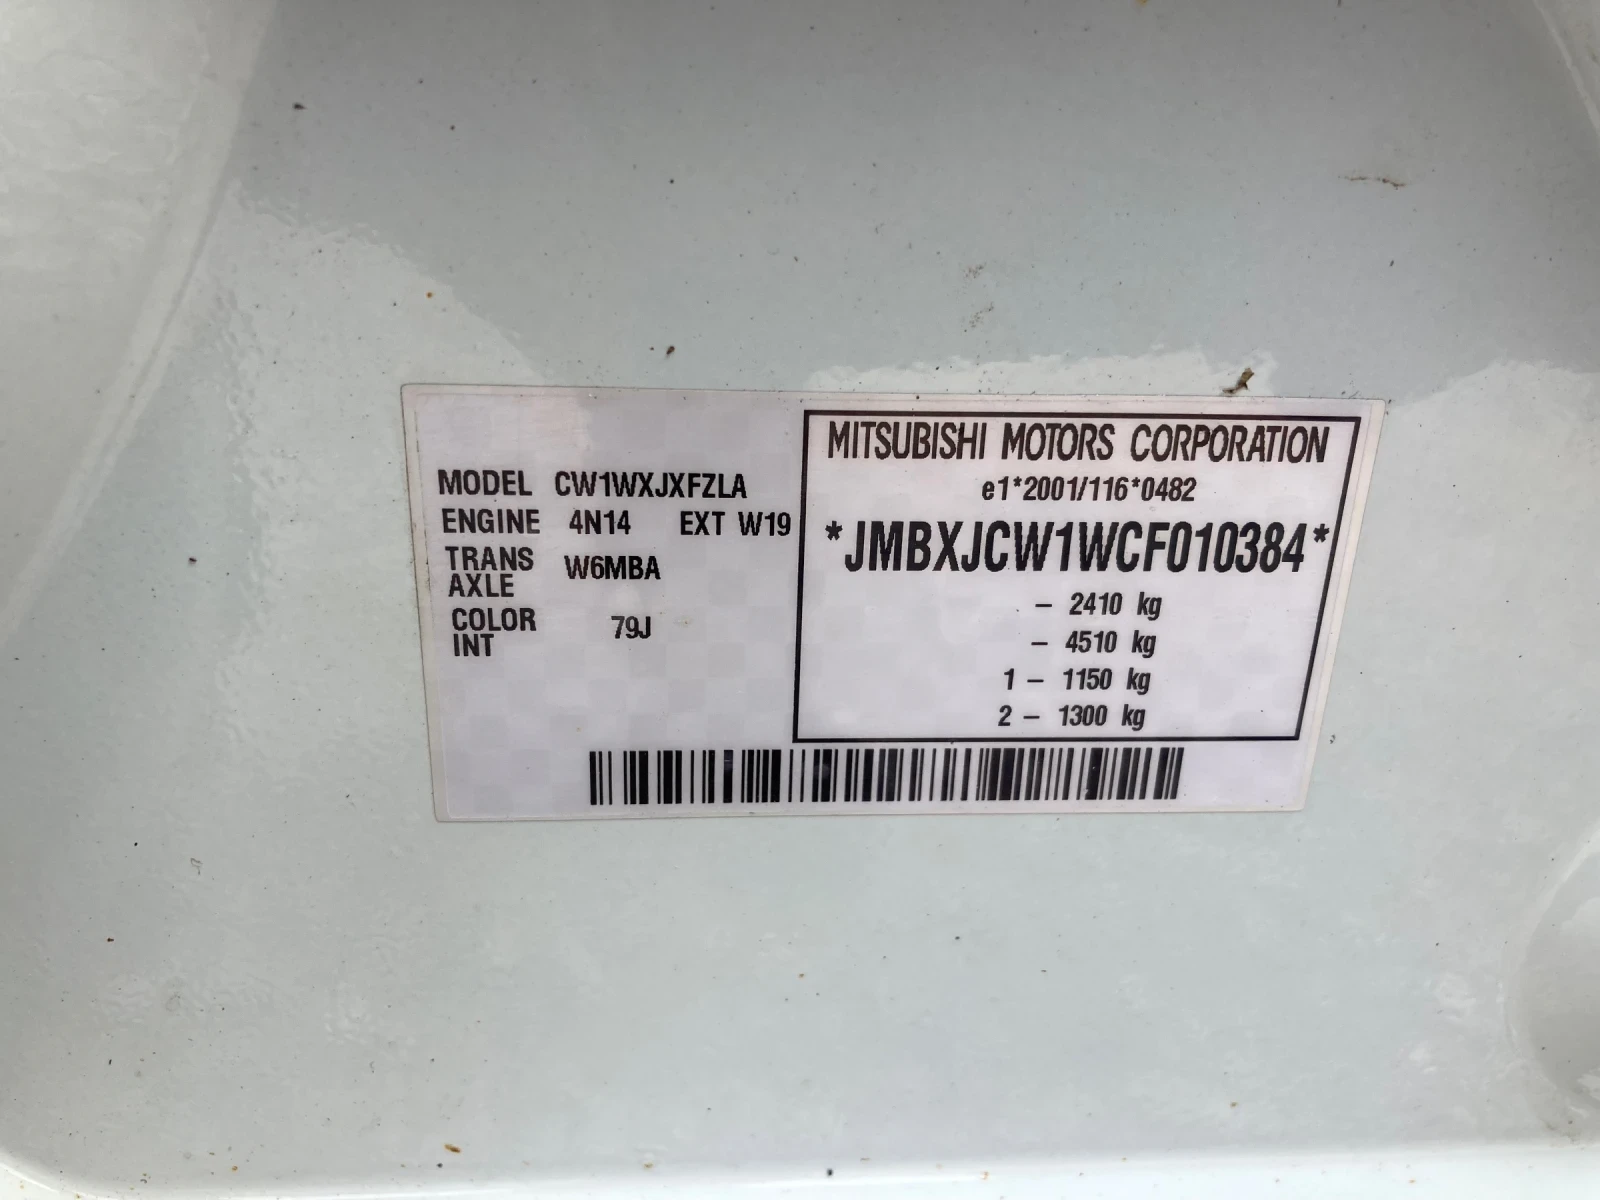 MODEL CW1WXJXFZLA
ENGINE 4N14 EXT W19
TRANS AXLE W6MBA
COLOR INT 79J
MITSUBISHI MOTORS CORPORATION
e1*2001/116*0482
*JMBXJCW1WCF010384*
– 2410 kg
– 4510 kg
1 – 1150 kg
2 – 1300 kg